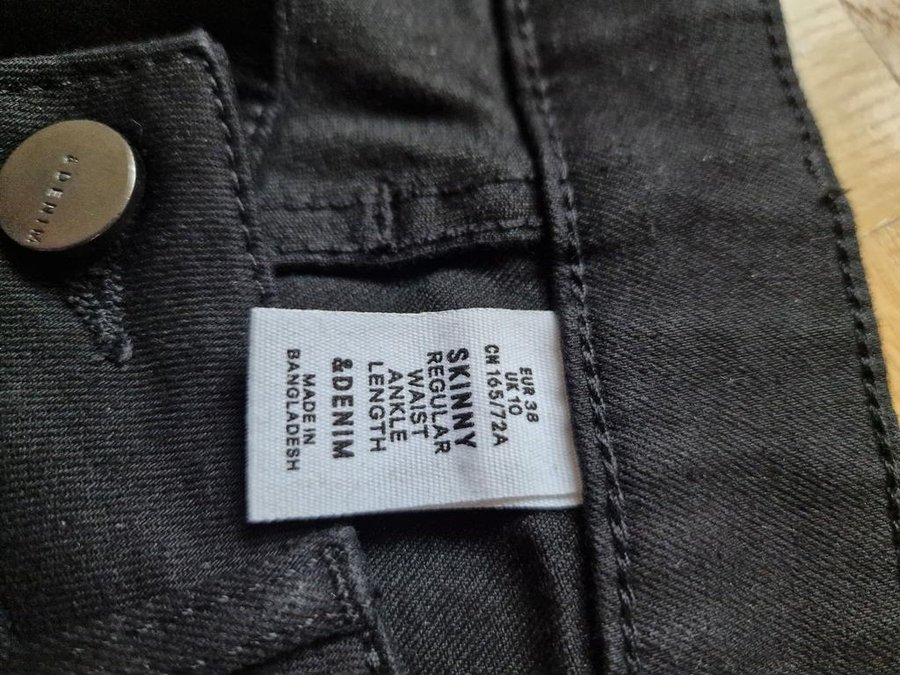 &DENIM
EUR 38
UK 10
CN 165/72A
SKINNY
REGULAR
WAIST
ANKLE
LENGTH
&DENIM
MADE IN
BANGLADESH